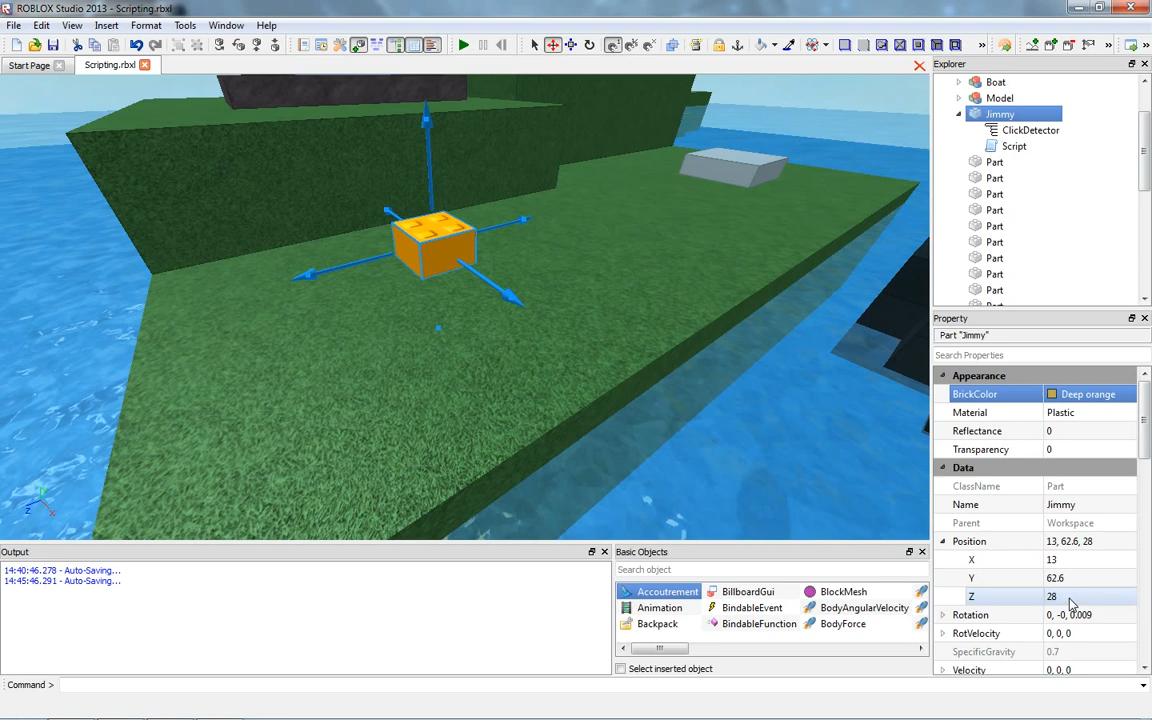 ROBLOX Studio 2013 - Scripting.rbxl
File Edit View Insert Format Tools Window Help
Start Page Scripting.rbxl
Explorer
Boat
Model
Jimmy
ClickDetector
Script
Part
Part
Part
Part
Part
Part
Part
Part
Part
Property
Part "Jimmy"
Search Properties
Appearance
BrickColor Deep orange
Material Plastic
Reflectance 0
Transparency 0
Data
ClassName Part
Name Jimmy
Parent Workspace
Position 13, 62.6, 28
X 13
Y 62.6
Z 28
Rotation 0, -0, 0.009
RotVelocity 0, 0, 0
SpecificGravity 0.7
Velocity 0, 0, 0
Output
14:40:46.278 - Auto-Saving...
14:45:46.291 - Auto-Saving...
Basic Objects
Search object
Accoutrement BillboardGui BlockMesh
Animation BindableEvent BodyAngularVelocity
Backpack BindableFunction BodyForce
Select inserted object
Command >